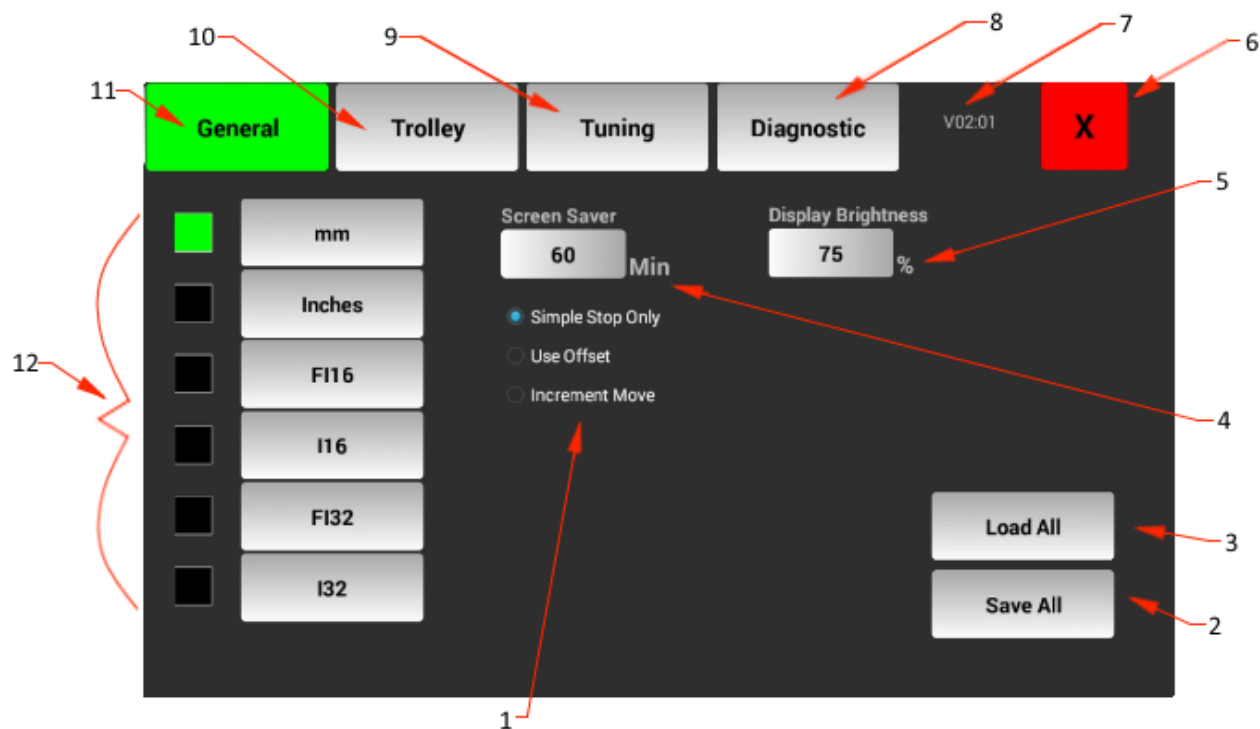 10
9
8
7
6
11
General
Trolley
Tuning
Diagnostic
V02:01
X
5
Screen Saver
Display Brightness
mm
60
Min
75
%
Inches
Simple Stop Only
Use Offset
12
FI16
Increment Move
4
I16
FI32
Load All
3
I32
Save All
2
1